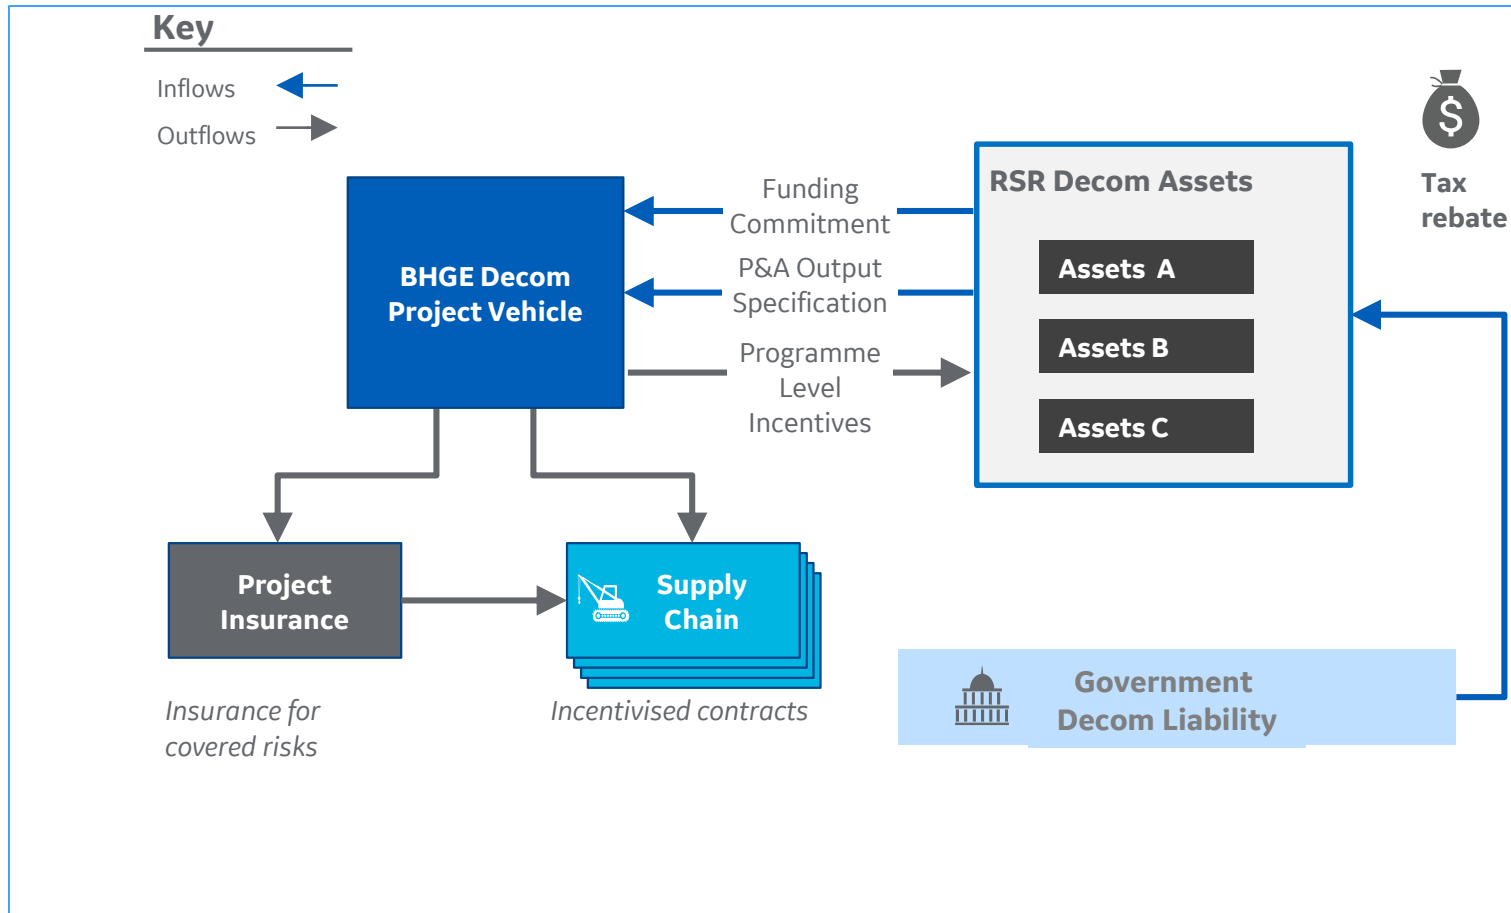 Key
Inflows
Outflows
$
Tax
rebate
RSR Decom Assets
Assets A
Assets B
Assets C
Funding
Commitment
P&A Output
Specification
Programme
Level
Incentives
BHGE Decom
Project Vehicle
Project
Insurance
Supply
Chain
Insurance for
covered risks
Incentivised contracts
Government
Decom Liability